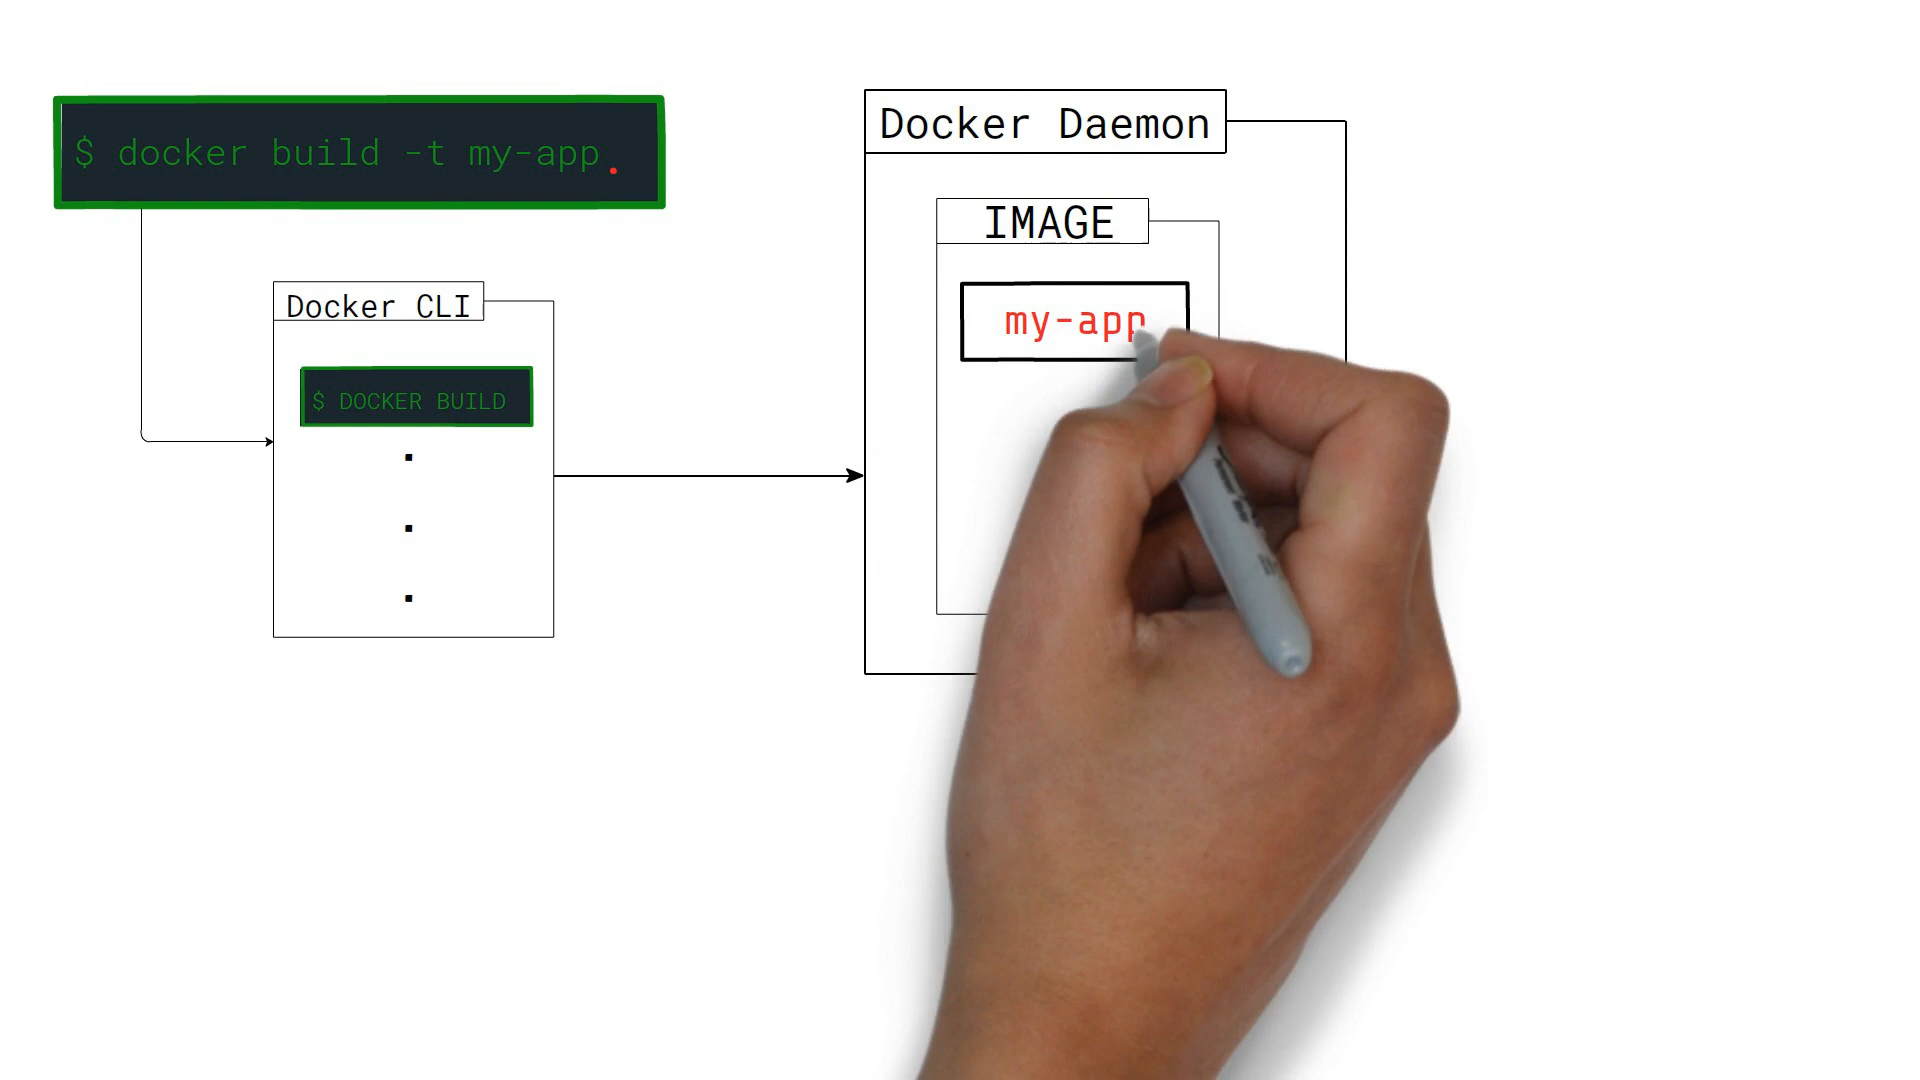 $ docker build -t my-app.
Docker CLI
$ DOCKER BUILD
.
.
.
Docker Daemon
IMAGE
my-app